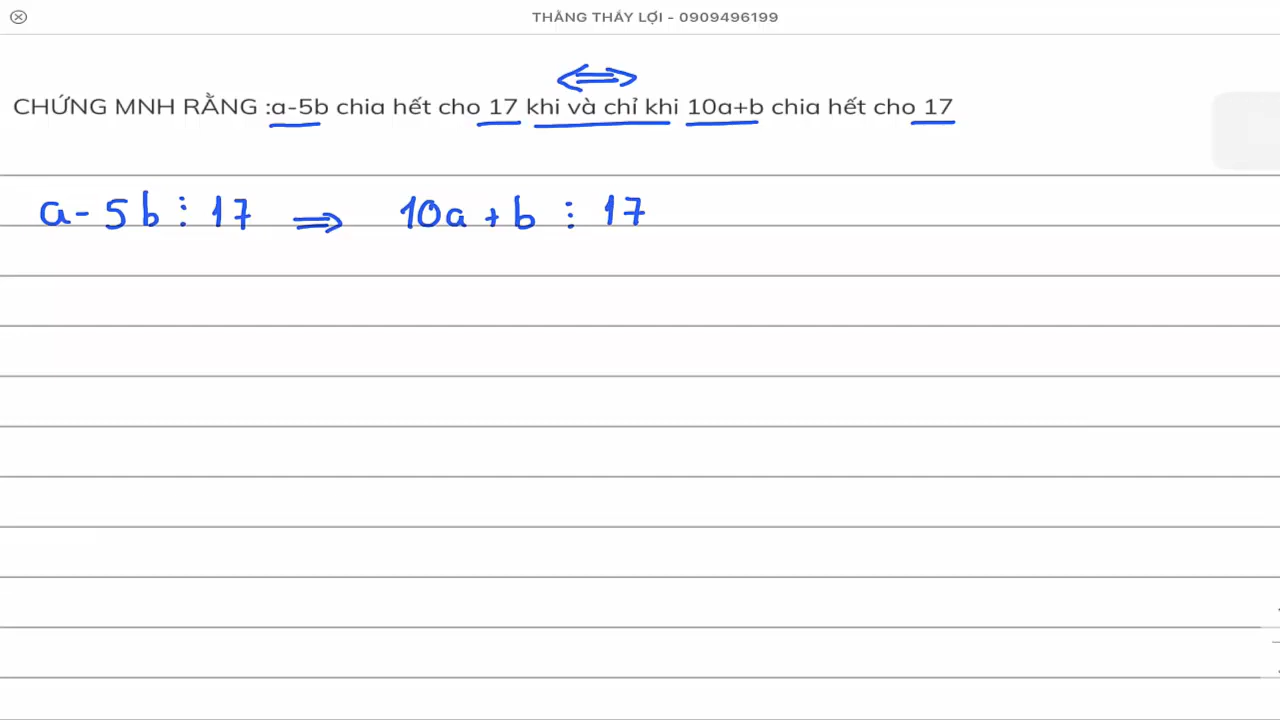 THẮNG THẦY LỢI - 0909496199
CHỨNG MNH RẰNG :a-5b chia hết cho 17 khi và chỉ khi 10a+b chia hết cho 17
a - 5b ⋮ 17 ⇒ 10a + b ⋮ 17